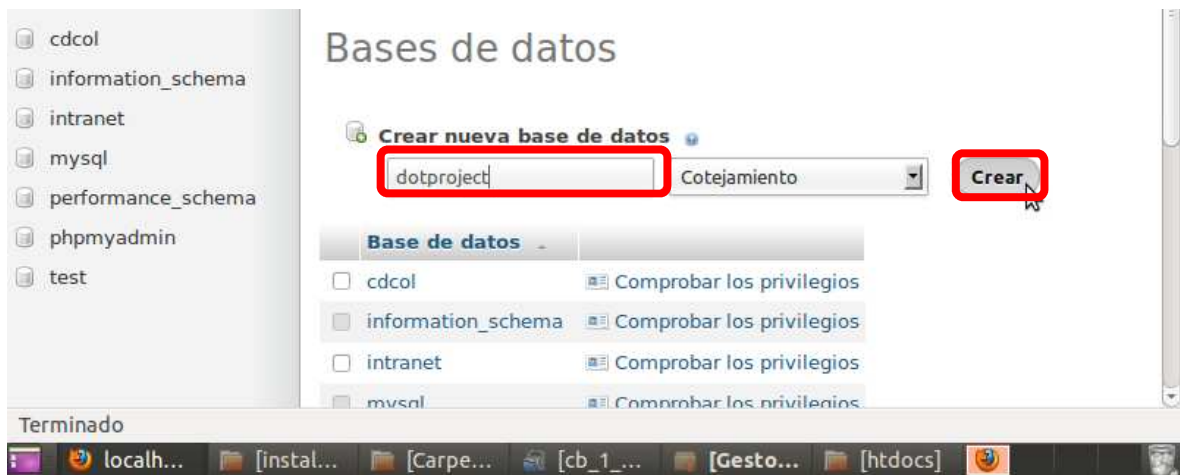 cdcol
information_schema
intranet
mysql
performance_schema
phpmyadmin
test
Bases de datos
Crear nueva base de datos
dotproject
Cotejamiento
Crear
Base de datos
cdcol
Comprobar los privilegios
information_schema
Comprobar los privilegios
intranet
Comprobar los privilegios
mysql
Comprobar los privilegios
Terminado
localh...
[instal...
[Carpe...
[cb_1_...
[Gesto...
[htdocs]